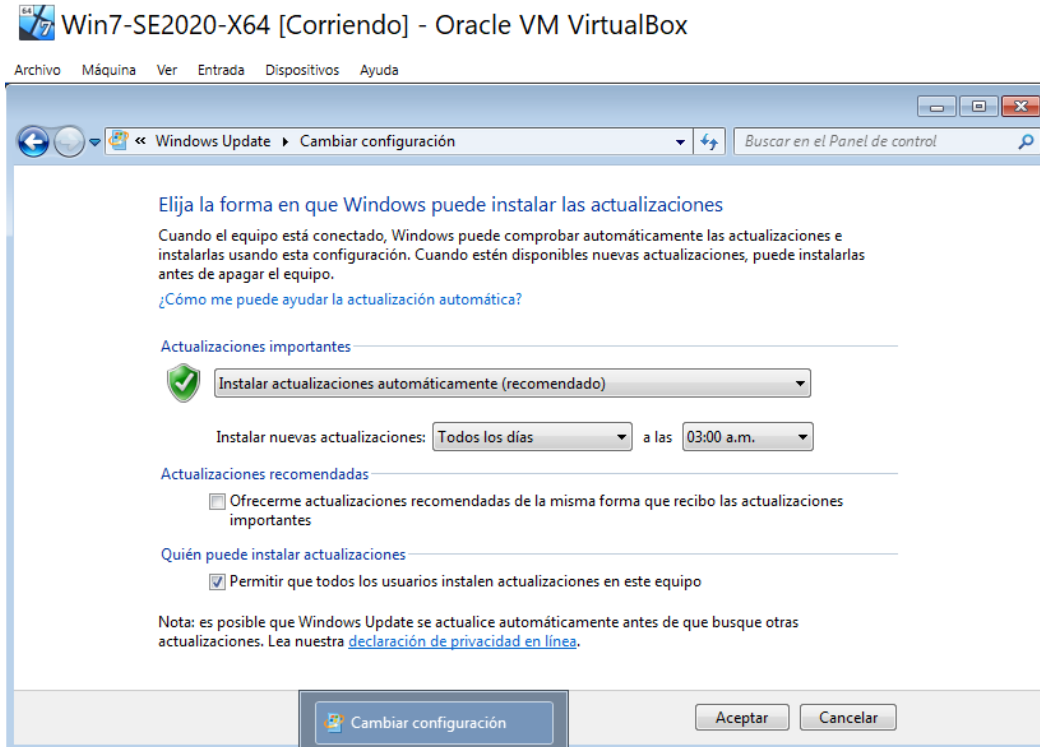 Win7-SE2020-X64 [Corriendo] - Oracle VM VirtualBox
Archivo Máquina Ver Entrada Dispositivos Ayuda
« Windows Update Cambiar configuración Buscar en el Panel de control
Elija la forma en que Windows puede instalar las actualizaciones
Cuando el equipo está conectado, Windows puede comprobar automáticamente las actualizaciones e
instalarlas usando esta configuración. Cuando estén disponibles nuevas actualizaciones, puede instalarlas
antes de apagar el equipo.
¿Cómo me puede ayudar la actualización automática?
Actualizaciones importantes
Instalar actualizaciones automáticamente (recomendado)
Instalar nuevas actualizaciones: Todos los días a las 03:00 a.m.
Actualizaciones recomendadas
Ofrecerme actualizaciones recomendadas de la misma forma que recibo las actualizaciones
importantes
Quién puede instalar actualizaciones
Permitir que todos los usuarios instalen actualizaciones en este equipo
Nota: es posible que Windows Update se actualice automáticamente antes de que busque otras
actualizaciones. Lea nuestra declaración de privacidad en línea.
Cambiar configuración Aceptar Cancelar